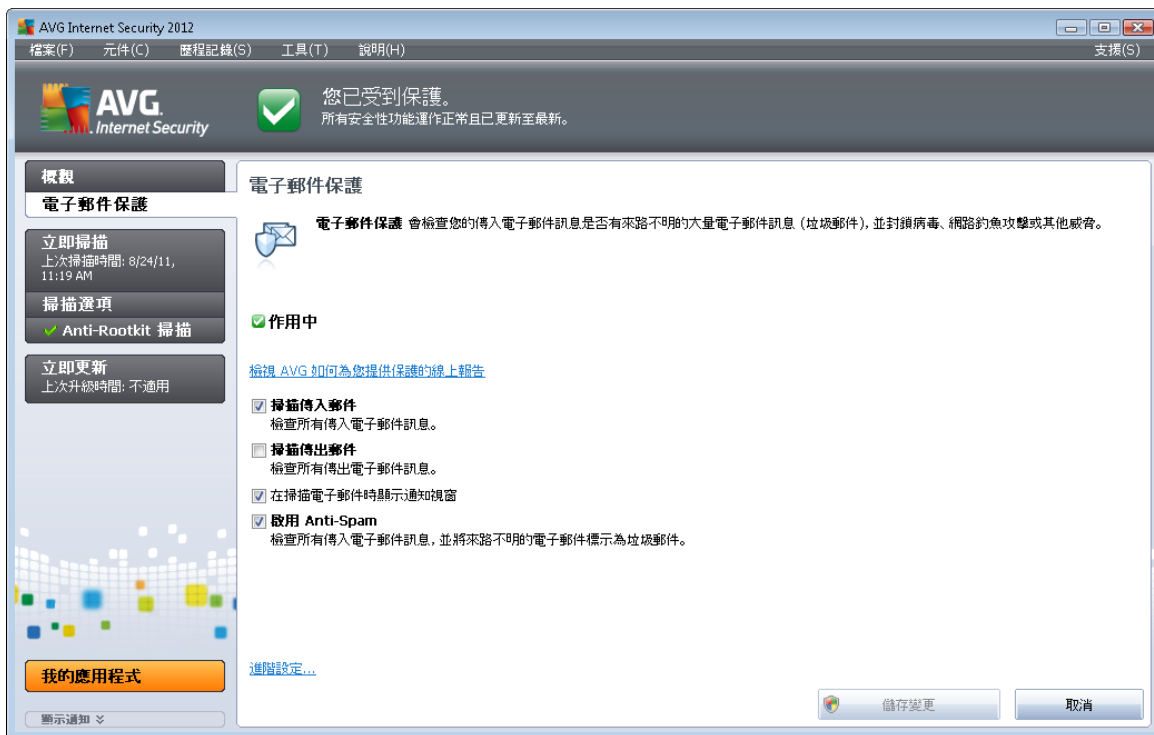 AVG Internet Security 2012
檔案(F) 元件(C) 歷程記錄(S) 工具(T) 說明(H) 支援(S)
AVG.
Internet Security
您已受到保護。
所有安全性功能運作正常且已更新至最新。
概觀
電子郵件保護
立即掃描
上次掃描時間: 8/24/11,
11:19 AM
掃描選項
Anti-Rootkit 掃描
立即更新
上次升級時間: 不適用
我的應用程式
顯示通知
電子郵件保護
電子郵件保護 會檢查您的傳入電子郵件訊息是否有來路不明的大量電子郵件訊息 (垃圾郵件), 並封鎖病毒、網路釣魚攻擊或其他威脅。
作用中
檢視 AVG 如何為您提供保護的線上報告
掃描傳入郵件
檢查所有傳入電子郵件訊息。
掃描傳出郵件
檢查所有傳出電子郵件訊息。
在掃描電子郵件時顯示通知視窗
啟用 Anti-Spam
檢查所有傳入電子郵件訊息, 並將來路不明的電子郵件標示為垃圾郵件。
進階設定...
儲存變更
取消